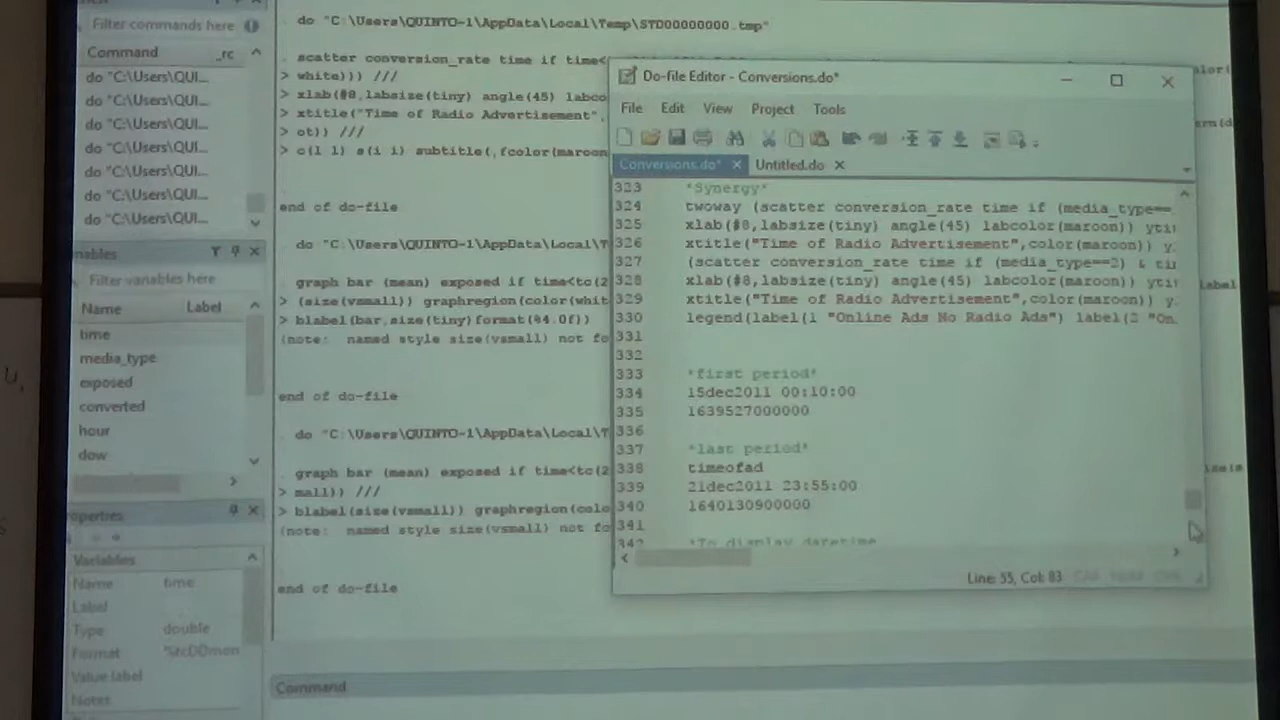 Filter commands here
Command _rc
do "C:\Users\QUI...
do "C:\Users\QUI...
do "C:\Users\QUI...
do "C:\Users\QUI...
do "C:\Users\QUI...
do "C:\Users\QUI...
do "C:\Users\QUI...
Filter variables here
Name Label
time
media_type
exposed
converted
hour
dow
Variables
Name time
Label
Type double
Format
Value label
Notes
. do "C:\Users\QUINTO~1\AppData\Local\Temp\STD00000000.tmp"
. scatter conversion_rate time if time<
> white))) ///
> xlab(#8,labsize(tiny) angle(45) labco
> xtitle("Time of Radio Advertisement",
> ot)) ///
> c(l l) s(i i) subtitle(,fcolor(maroon
end of do-file
. do "C:\Users\QUINTO~1\AppData\Local\T
. graph bar (mean) exposed if time<tc(2
> (size(vsmall)) graphregion(color(whit
> blabel(bar,size(tiny)format(%4.0f))
(note: named style size(vsmall) not fo
end of do-file
. do "C:\Users\QUINTO~1\AppData\Local\T
. graph bar (mean) exposed if time<tc(2
> mall)) ///
> blabel(size(vsmall)) graphregion(colo
(note: named style size(vsmall) not fo
end of do-file
Command
Do-file Editor - Conversions.do*
File Edit View Project Tools
Conversions.do* Untitled.do
323 *Synergy*
324 twoway (scatter conversion_rate time if (media_type==
325 xlab(#8,labsize(tiny) angle(45) labcolor(maroon)) yti
326 xtitle("Time of Radio Advertisement",color(maroon)) y
327 (scatter conversion_rate time if (media_type==2) & ti
328 xlab(#8,labsize(tiny) angle(45) labcolor(maroon)) yti
329 xtitle("Time of Radio Advertisement",color(maroon)) y
330 legend(label(1 "Online Ads No Radio Ads") label(2 "On
331
332
333 *first period*
334 15dec2011 00:10:00
335 1639527000000
336
337 *last period*
338 timeofad
339 21dec2011 23:55:00
340 1640130900000
341
342 *To display datetime
Line: 55, Col: 83